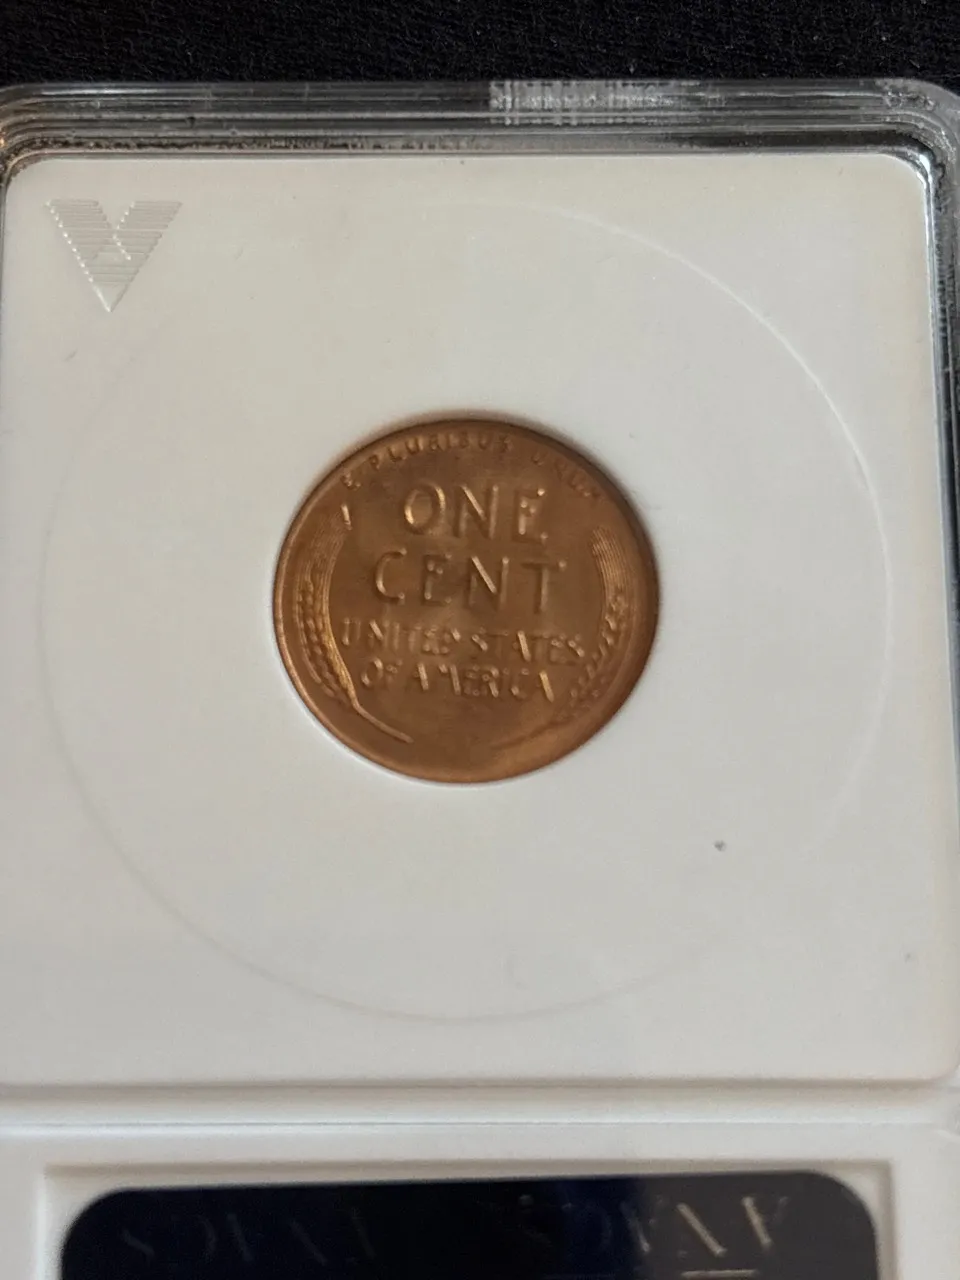 E PLURIBUS UNUM
ONE
CENT
UNITED STATES
OF AMERICA